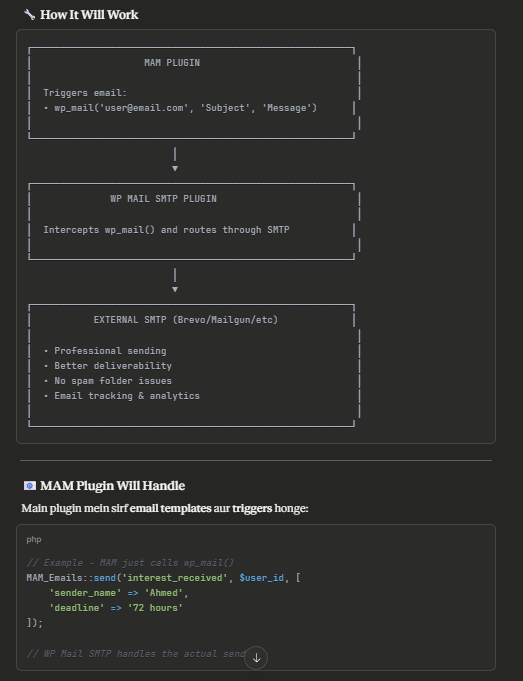 How It Will Work
MAM PLUGIN
Triggers email:
• wp_mail('user@email.com', 'Subject', 'Message')
WP MAIL SMTP PLUGIN
Intercepts wp_mail() and routes through SMTP
EXTERNAL SMTP (Brevo/Mailgun/etc)
• Professional sending
• Better deliverability
• No spam folder issues
• Email tracking & analytics
MAM Plugin Will Handle
Main plugin mein sirf email templates aur triggers honge:
php
// Example - MAM just calls wp_mail()
MAM_Emails::send('interest_received', $user_id, [
'sender_name' => 'Ahmed',
'deadline' => '72 hours'
]);
// WP Mail SMTP handles the actual